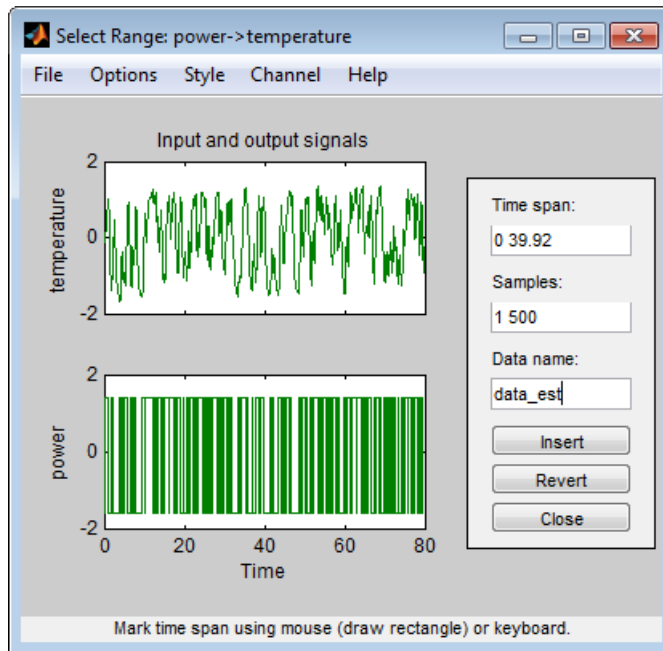 Select Range: power->temperature
File Options Style Channel Help
Input and output signals
2
0
-2
temperature
2
0
-2
power
0 20 40 60 80
Time
Time span:
0 39.92
Samples:
1 500
Data name:
data_est
Insert
Revert
Close
Mark time span using mouse (draw rectangle) or keyboard.